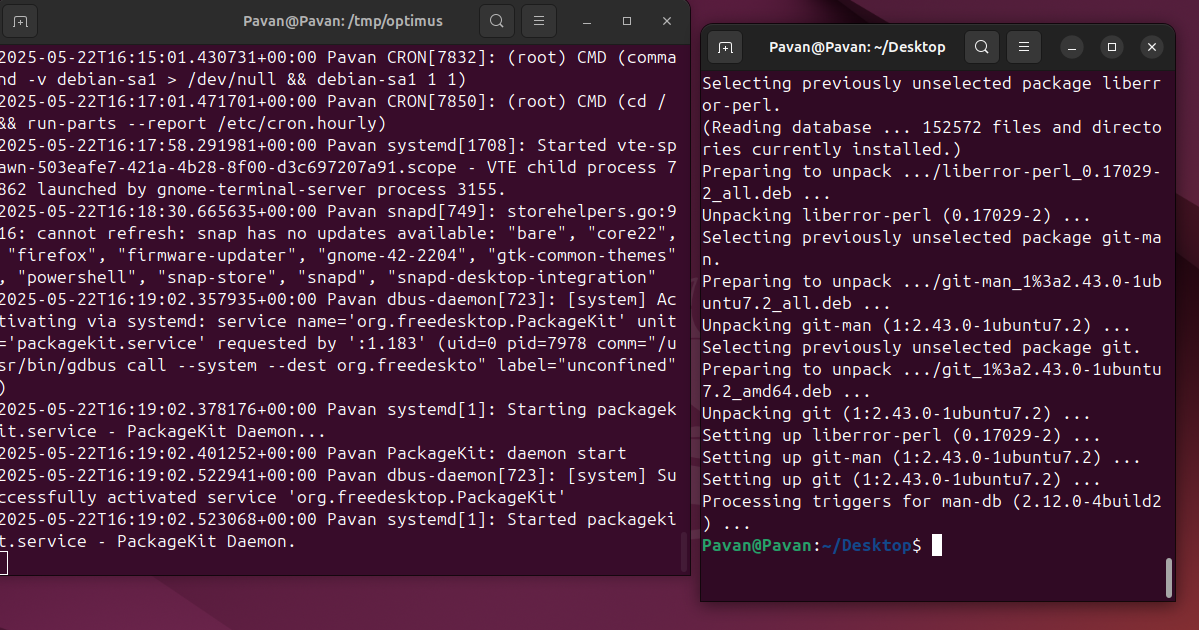 Pavan@Pavan: /tmp/optimus
2025-05-22T16:15:01.430731+00:00 Pavan CRON[7832]: (root) CMD (comma
nd -v debian-sa1 > /dev/null && debian-sa1 1 1)
2025-05-22T16:17:01.471701+00:00 Pavan CRON[7850]: (root) CMD (cd /
&& run-parts --report /etc/cron.hourly)
2025-05-22T16:17:58.291981+00:00 Pavan systemd[1708]: Started vte-sp
awn-503eafe7-421a-4b28-8f00-d3c697207a91.scope - VTE child process 7
862 launched by gnome-terminal-server process 3155.
2025-05-22T16:18:30.665635+00:00 Pavan snapd[749]: storehelpers.go:9
16: cannot refresh: snap has no updates available: "bare", "core22",
"firefox", "firmware-updater", "gnome-42-2204", "gtk-common-themes"
, "powershell", "snap-store", "snapd", "snapd-desktop-integration"
2025-05-22T16:19:02.357935+00:00 Pavan dbus-daemon[723]: [system] Ac
tivating via systemd: service name='org.freedesktop.PackageKit' unit
='packagekit.service' requested by ':1.183' (uid=0 pid=7978 comm="/u
sr/bin/gdbus call --system --dest org.freedeskto" label="unconfined"
)
2025-05-22T16:19:02.378176+00:00 Pavan systemd[1]: Starting packagek
it.service - PackageKit Daemon...
2025-05-22T16:19:02.401252+00:00 Pavan PackageKit: daemon start
2025-05-22T16:19:02.522941+00:00 Pavan dbus-daemon[723]: [system] Su
ccessfully activated service 'org.freedesktop.PackageKit'
2025-05-22T16:19:02.523068+00:00 Pavan systemd[1]: Started packageki
t.service - PackageKit Daemon.
Pavan@Pavan: ~/Desktop
Selecting previously unselected package liberr
or-perl.
(Reading database ... 152572 files and directo
ries currently installed.)
Preparing to unpack .../liberror-perl_0.17029-
2_all.deb ...
Unpacking liberror-perl (0.17029-2) ...
Selecting previously unselected package git-ma
n.
Preparing to unpack .../git-man_1%3a2.43.0-1ub
untu7.2_all.deb ...
Unpacking git-man (1:2.43.0-1ubuntu7.2) ...
Selecting previously unselected package git.
Preparing to unpack .../git_1%3a2.43.0-1ubuntu
7.2_amd64.deb ...
Unpacking git (1:2.43.0-1ubuntu7.2) ...
Setting up liberror-perl (0.17029-2) ...
Setting up git-man (1:2.43.0-1ubuntu7.2) ...
Setting up git (1:2.43.0-1ubuntu7.2) ...
Processing triggers for man-db (2.12.0-4build2
) ...
Pavan@Pavan:~/Desktop$